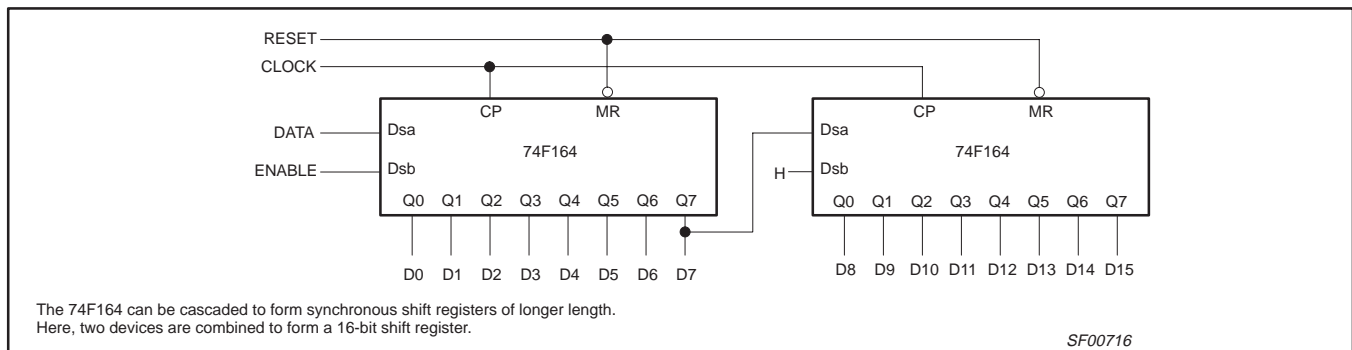 RESET
CLOCK
CP MR CP MR
DATA Dsa Dsa
74F164 74F164
ENABLE Dsb H Dsb
Q0 Q1 Q2 Q3 Q4 Q5 Q6 Q7 Q0 Q1 Q2 Q3 Q4 Q5 Q6 Q7
D0 D1 D2 D3 D4 D5 D6 D7 D8 D9 D10 D11 D12 D13 D14 D15
The 74F164 can be cascaded to form synchronous shift registers of longer length.
Here, two devices are combined to form a 16-bit shift register.
SF00716